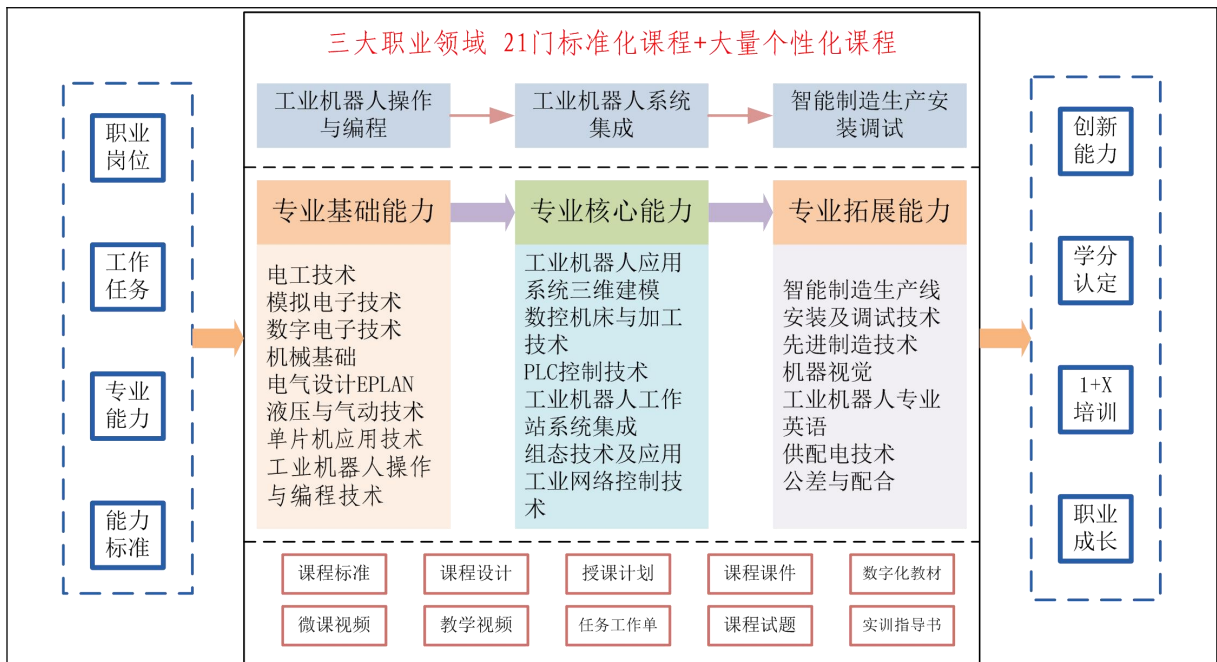 三大职业领域 21门标准化课程+大量个性化课程
职业
岗位
工作
任务
专业
能力
能力
标准
工业机器人操作
与编程
工业机器人系统
集成
智能制造生产安
装调试
专业基础能力
专业核心能力
专业拓展能力
电工技术
模拟电子技术
数字电子技术
机械基础
电气设计EPLAN
液压与气动技术
单片机应用技术
工业机器人操作
与编程技术
工业机器人应用
系统三维建模
数控机床与加工
技术
PLC控制技术
工业机器人工作
站系统集成
组态技术及应用
工业网络控制技
术
智能制造生产线
安装及调试技术
先进制造技术
机器视觉
工业机器人专业
英语
供配电技术
公差与配合
课程标准
课程设计
授课计划
课程课件
数字化教材
微课视频
教学视频
任务工作单
课程试题
实训指导书
创新
能力
学分
认定
1+X
培训
职业
成长